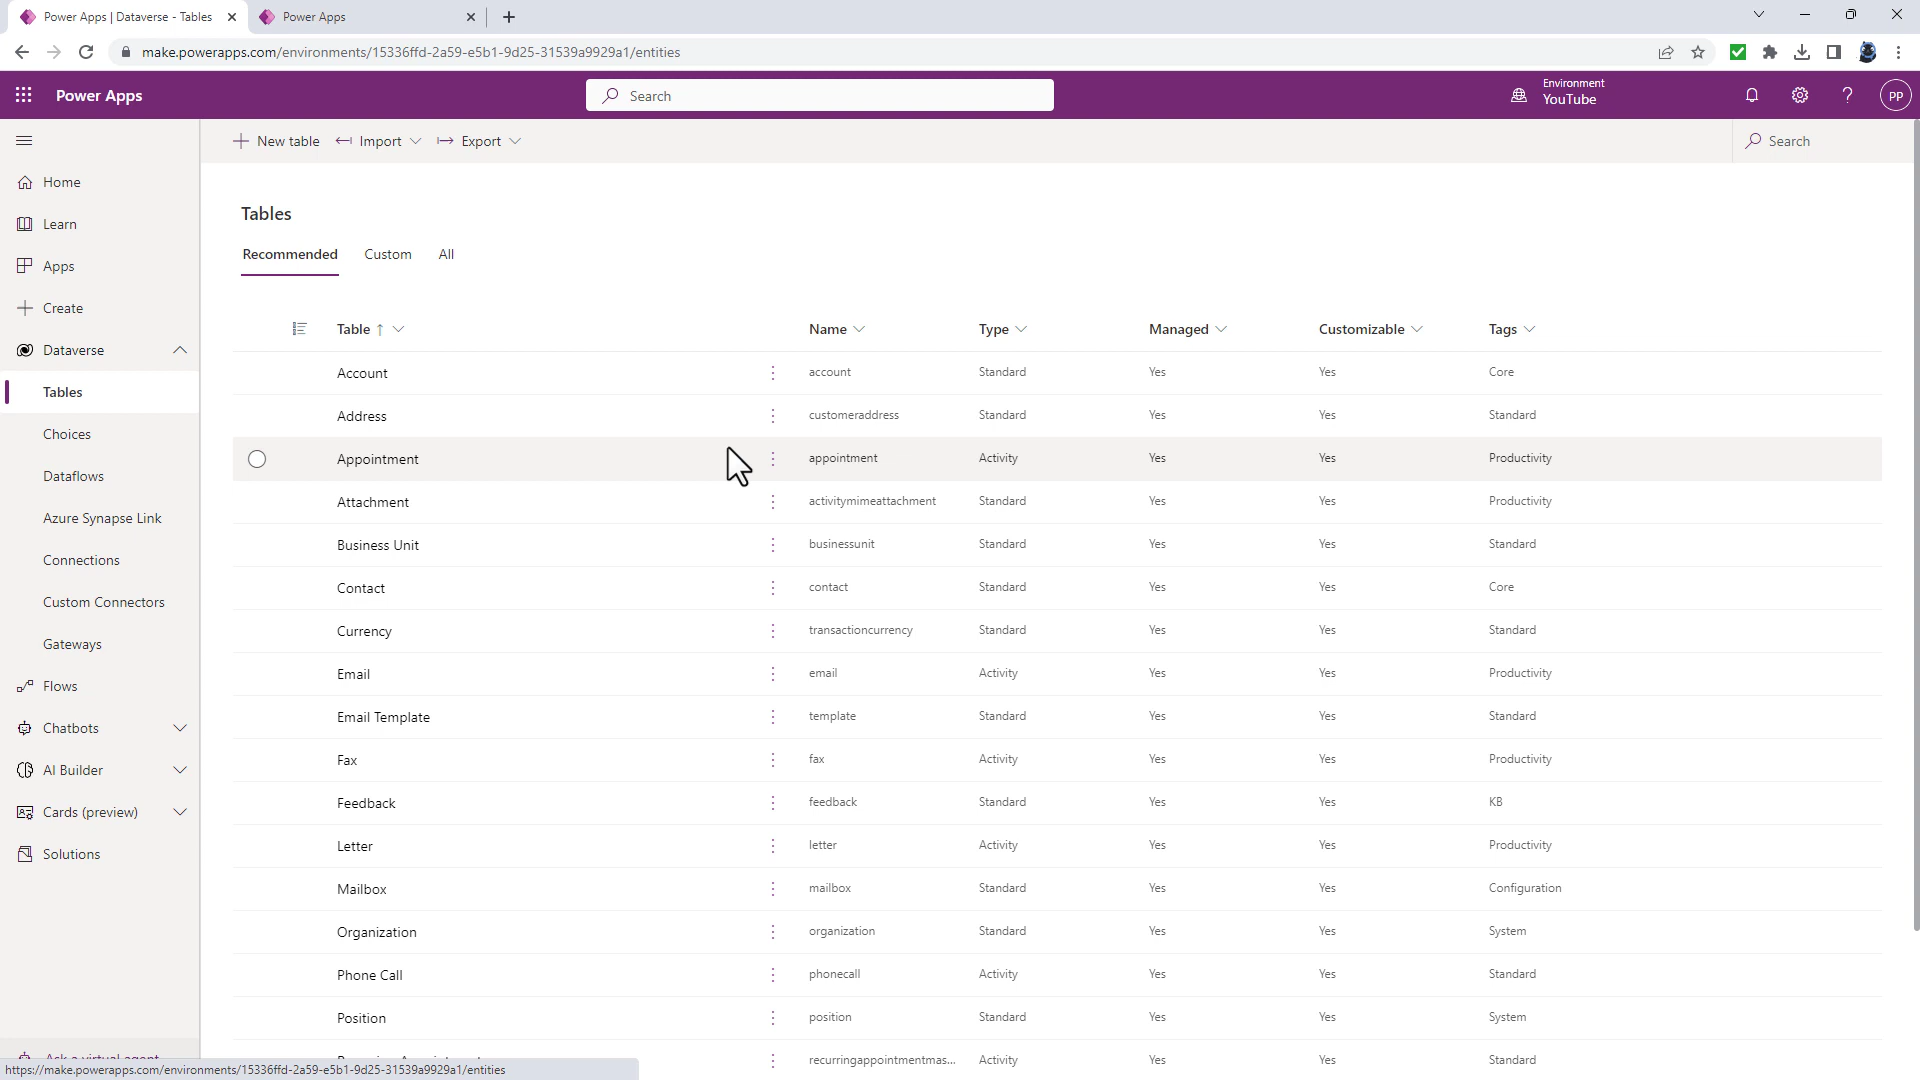 Power Apps | Dataverse - Tables
Power Apps
make.powerapps.com/environments/15336ffd-2a59-e5b1-9d25-31539a9929a1/entities
Power Apps
Search
Environment
YouTube
PP
New table
Import
Export
Search
Home
Learn
Apps
Create
Dataverse
Tables
Choices
Dataflows
Azure Synapse Link
Connections
Custom Connectors
Gateways
Flows
Chatbots
AI Builder
Cards (preview)
Solutions
Ask a virtual agent
Tables
Recommended Custom All
Table Name Type Managed Customizable Tags
Account account Standard Yes Yes Core
Address customeraddress Standard Yes Yes Standard
Appointment appointment Activity Yes Yes Productivity
Attachment activitymimeattachment Standard Yes Yes Productivity
Business Unit businessunit Standard Yes Yes Standard
Contact contact Standard Yes Yes Core
Currency transactioncurrency Standard Yes Yes Standard
Email email Activity Yes Yes Productivity
Email Template template Standard Yes Yes Standard
Fax fax Activity Yes Yes Productivity
Feedback feedback Standard Yes Yes KB
Letter letter Activity Yes Yes Productivity
Mailbox mailbox Standard Yes Yes Configuration
Organization organization Standard Yes Yes System
Phone Call phonecall Activity Yes Yes Standard
Position position Standard Yes Yes System
recurringappointmentmas... Activity Yes Yes Standard
https://make.powerapps.com/environments/15336ffd-2a59-e5b1-9d25-31539a9929a1/entities